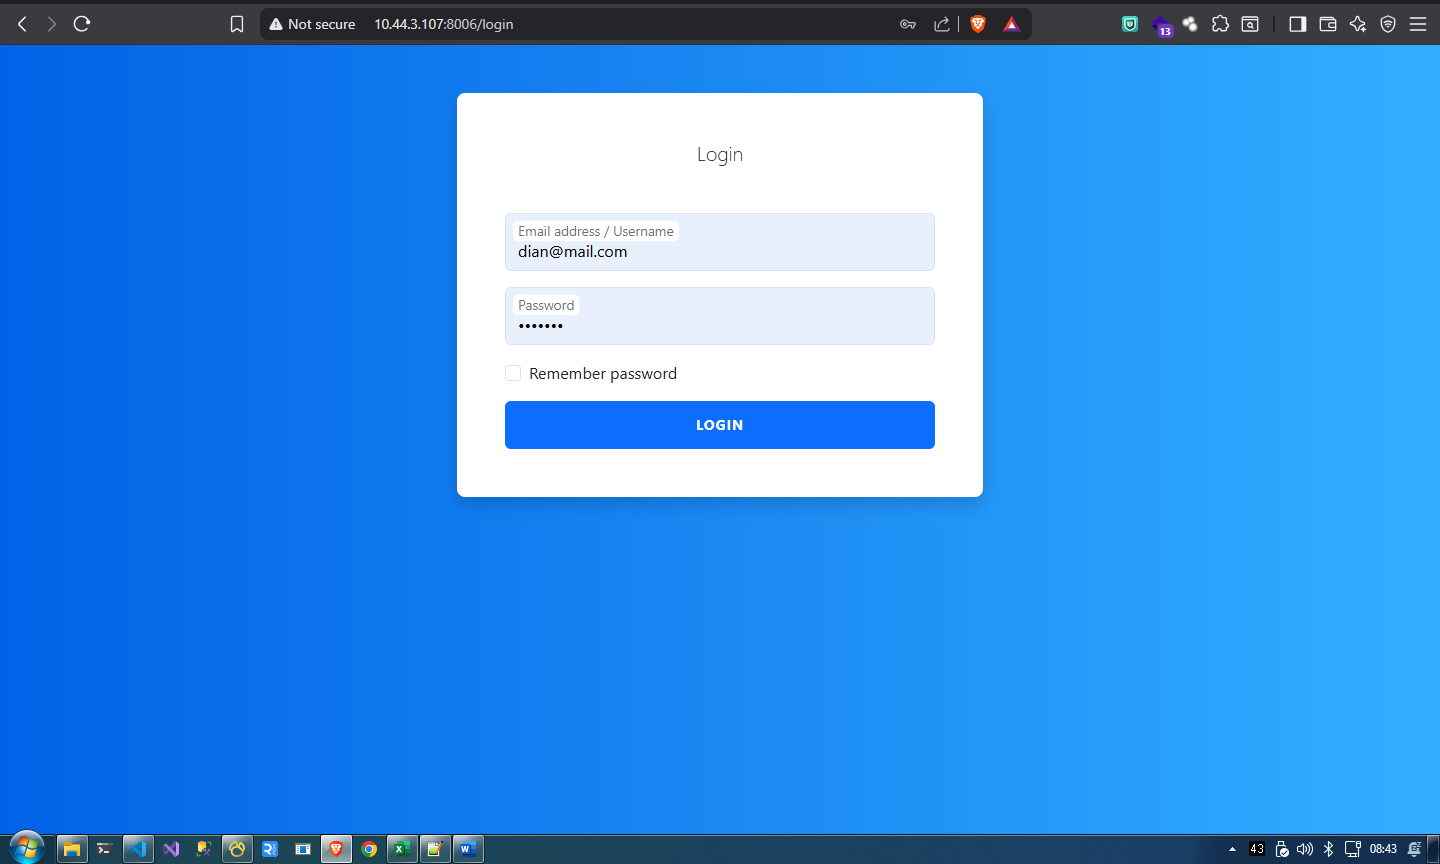 Not secure 10.44.3.107:8006/login
13
Login
Email address / Username
dian@mail.com
Password
•••••••
Remember password
LOGIN
43 08:43